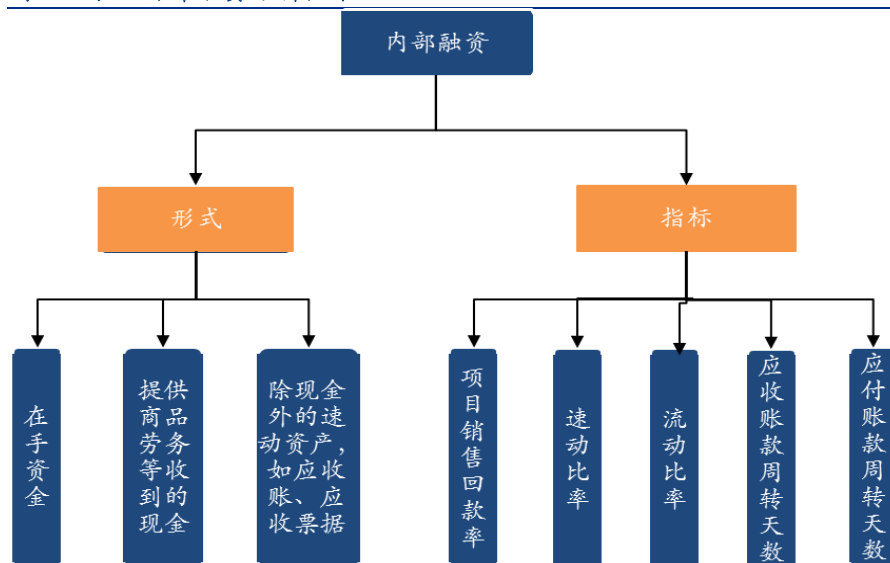 内部融资
形式
指标
在手资金
提供
商品
劳务
等收
到的
现金
除现金
外的速
动资产，
如应收
账、应
收票据
项目销售回款率
速动比率
流动比率
应收账款周转天数
应付账款周转天数